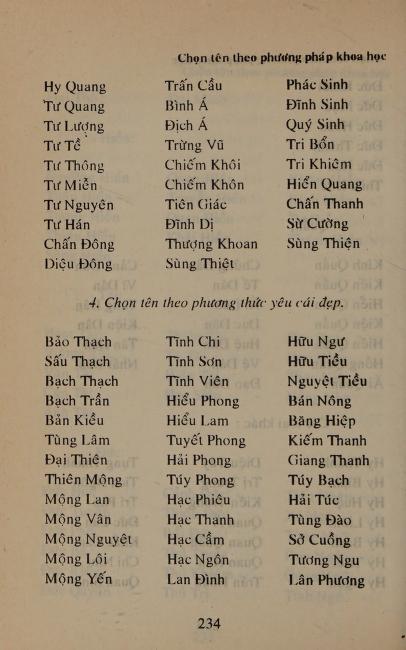 Chọn tên theo phương pháp khoa học
Hy Quang Trấn Cầu Phác Sinh
Tư Quang Bình Á Đĩnh Sinh
Tư Lượng Địch Á Quý Sinh
Tư Tề Trừng Vũ Tri Bổn
Tư Thông Chiếm Khôi Tri Khiêm
Tư Miễn Chiếm Khôn Hiển Quang
Tư Nguyên Tiên Giác Chấn Thanh
Tư Hán Đĩnh Dị Sừ Cường
Chấn Đông Thượng Khoan Sùng Thiện
Diệu Đông Sùng Thiệt
4. Chọn tên theo phương thức yêu cái đẹp.
Bảo Thạch Tĩnh Chi Hữu Ngư
Sấu Thạch Tĩnh Sơn Hữu Tiều
Bạch Thạch Tĩnh Viên Nguyệt Tiều
Bạch Trần Hiểu Phong Bán Nông
Bản Kiều Hiểu Lam Băng Hiệp
Tùng Lâm Tuyết Phong Kiếm Thanh
Đại Thiên Hải Phong Giang Thanh
Thiên Mộng Túy Phong Túy Bạch
Mộng Lan Hạc Phiêu Hải Túc
Mộng Vân Hạc Thanh Tùng Đào
Mộng Nguyệt Hạc Cầm Sở Cuồng
Mộng Lôi Hạc Ngôn Tương Ngu
Mộng Yến Lan Đình Lân Phương
234